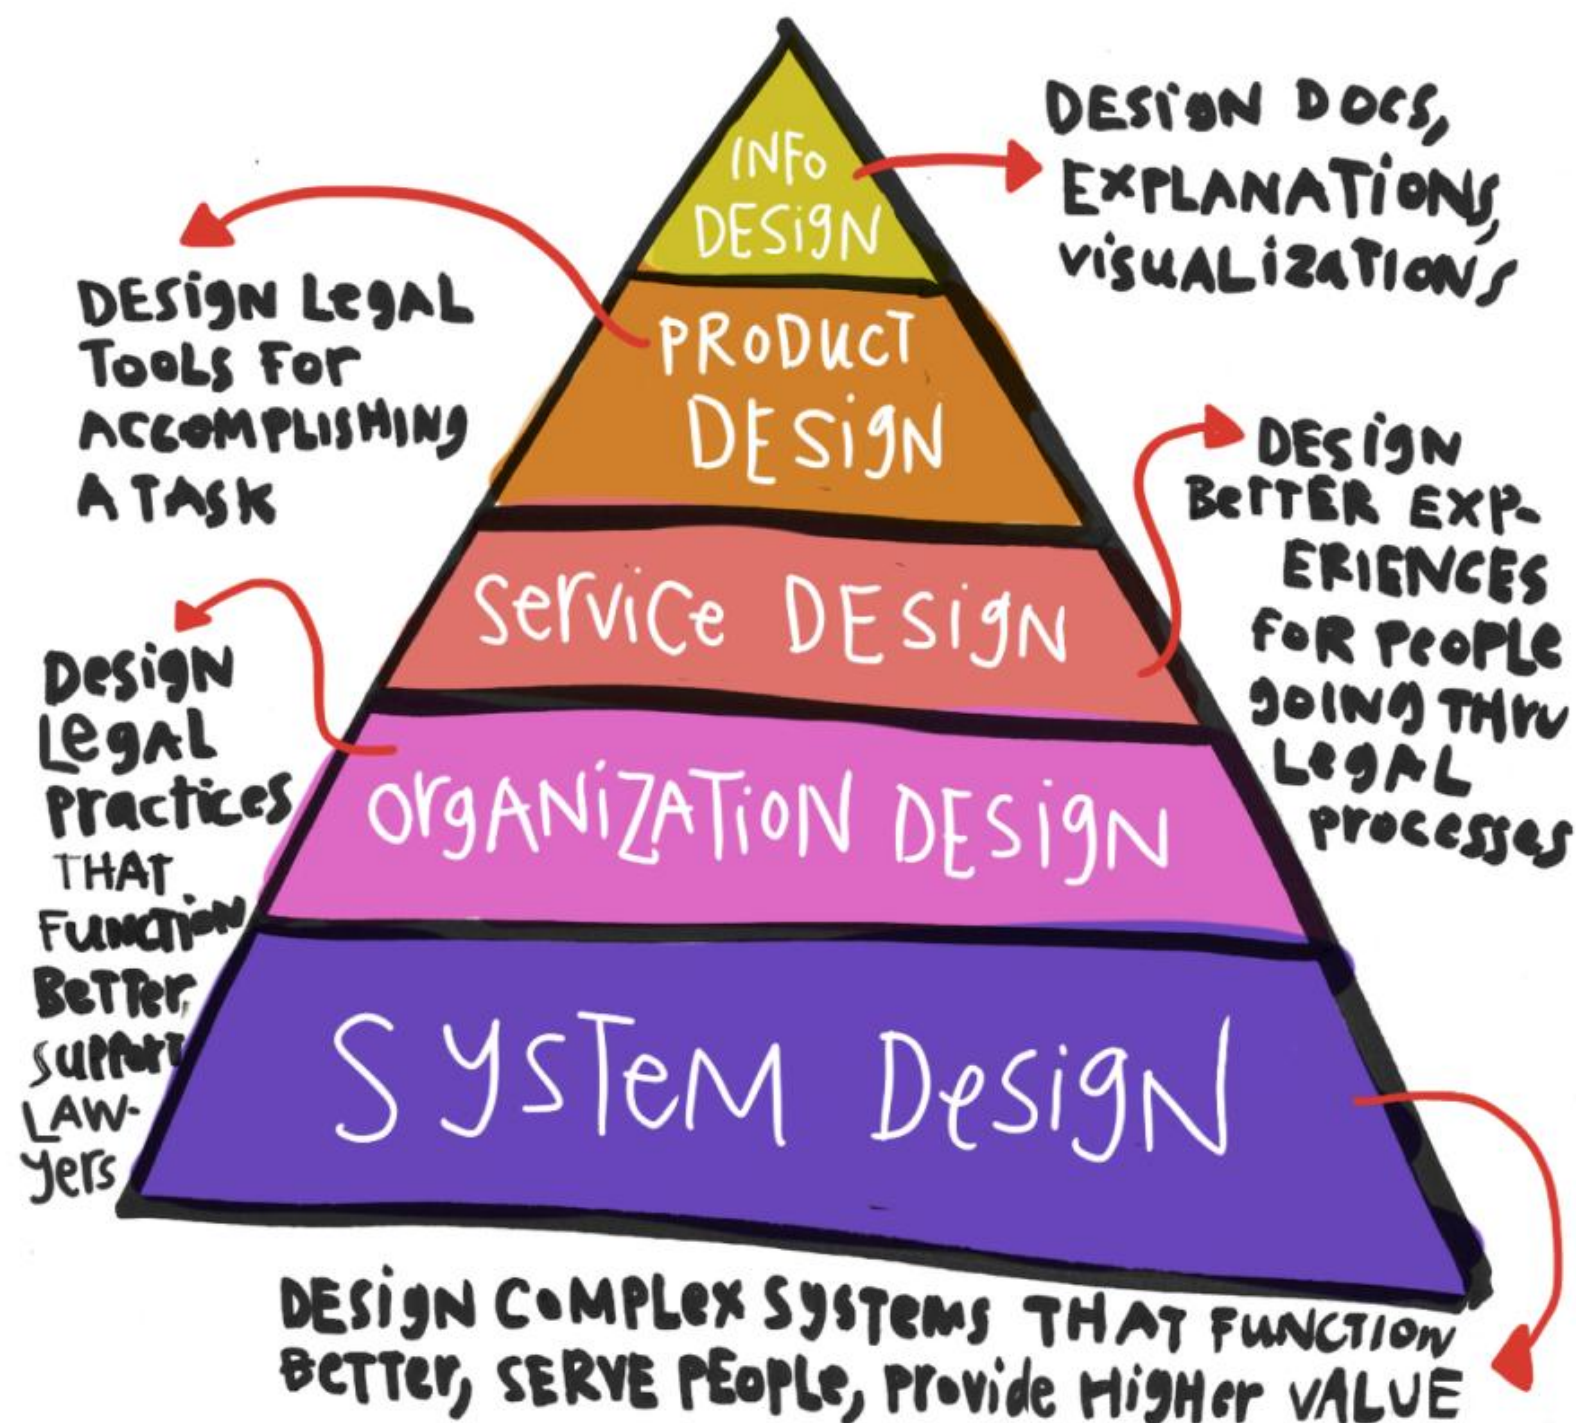 INFO
DESIGN
DESIGN DOCS,
EXPLANATIONS,
VISUALIZATIONS
PRODUCT
DESIGN
DESIGN LEGAL
TOOLS FOR
ACCOMPLISHING
A TASK
SERVICE DESIGN
DESIGN
BETTER EXP-
ERIENCES
FOR PEOPLE
GOING THRU
LEGAL
PROCESSES
ORGANIZATION DESIGN
DESIGN
LEGAL
PRACTICES
THAT
FUNCTION
BETTER,
SUPPORT
LAW-
YERS
SYSTEM DESIGN
DESIGN COMPLEX SYSTEMS THAT FUNCTION
BETTER, SERVE PEOPLE, PROVIDE HIGHER VALUE